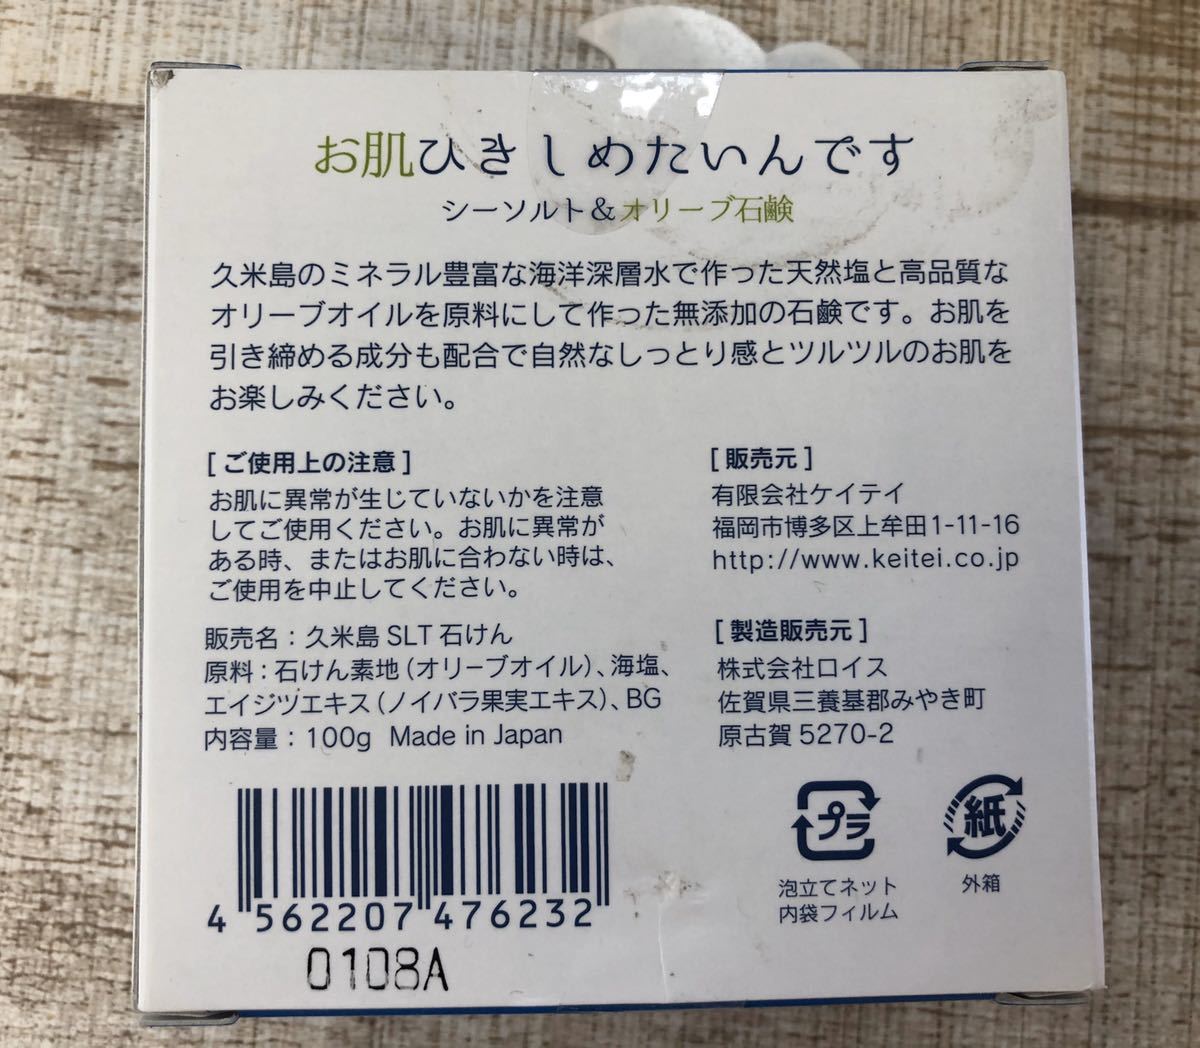 お肌ひきしめたいんです
シーソルト&オリーブ石鹸
久米島のミネラル豊富な海洋深層水で作った天然塩と高品質な
オリーブオイルを原料にして作った無添加の石鹸です。お肌を
引き締める成分も配合で自然なしっとり感とツルツルのお肌を
お楽しみください。
[ご使用上の注意]
お肌に異常が生じていないかを注意
してご使用ください。お肌に異常が
ある時、またはお肌に合わない時は、
ご使用を中止してください。
販売名:久米島 SLT 石けん
原料:石けん素地(オリーブオイル)、海塩、
エイジツエキス(ノイバラ果実エキス)、BG
内容量:100g Made in Japan
[販売元]
有限会社ケイテイ
福岡市博多区上牟田1-11-16
http://www.keitei.co.jp
[製造販売元]
株式会社ロイス
佐賀県三養基郡みやき町
原古賀 5270-2
4 562207 476232
0108A
プラ
泡立てネット
内袋フィルム
紙
外箱